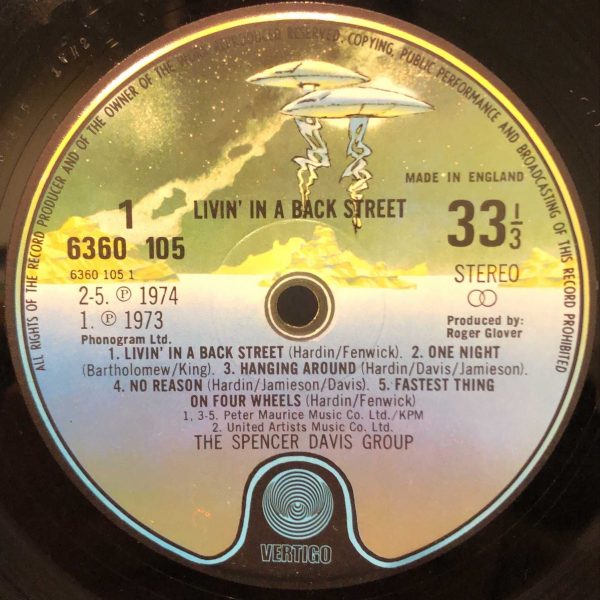 ALL RIGHTS OF THE RECORD PRODUCER AND OF THE OWNER OF THE WORK REPRODUCED RESERVED. COPYING, PUBLIC PERFORMANCE AND BROADCASTING OF THIS RECORD PROHIBITED
MADE IN ENGLAND
1
LIVIN' IN A BACK STREET
33⅓
6360 105
6360 105 1
STEREO
2-5. ℗ 1974
1. ℗ 1973
Phonogram Ltd.
Produced by:
Roger Glover
1. LIVIN' IN A BACK STREET (Hardin/Fenwick). 2. ONE NIGHT
(Bartholomew/King). 3. HANGING AROUND (Hardin/Davis/Jamieson).
4. NO REASON (Hardin/Jamieson/Davis). 5. FASTEST THING
ON FOUR WHEELS (Hardin/Fenwick)
1, 3-5. Peter Maurice Music Co. Ltd./KPM
2. United Artists Music Co. Ltd.
THE SPENCER DAVIS GROUP
VERTIGO